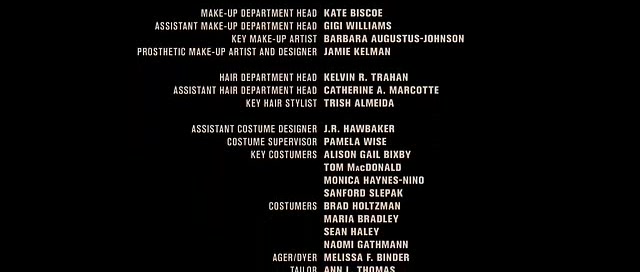 MAKE-UP DEPARTMENT HEAD KATE BISCOE
ASSISTANT MAKE-UP DEPARTMENT HEAD GIGI WILLIAMS
KEY MAKE-UP ARTIST BARBARA AUGUSTUS-JOHNSON
PROSTHETIC MAKE-UP ARTIST AND DESIGNER JAMIE KELMAN
HAIR DEPARTMENT HEAD KELVIN R. TRAHAN
ASSISTANT HAIR DEPARTMENT HEAD CATHERINE A. MARCOTTE
KEY HAIR STYLIST TRISH ALMEIDA
ASSISTANT COSTUME DESIGNER J.R. HAWBAKER
COSTUME SUPERVISOR PAMELA WISE
KEY COSTUMERS ALISON GAIL BIXBY
TOM MacDONALD
MONICA HAYNES-NINO
SANFORD SLEPAK
COSTUMERS BRAD HOLTZMAN
MARIA BRADLEY
SEAN HALEY
NAOMI GATHMANN
AGER/DYER MELISSA F. BINDER
TAILOR ANN L. THOMAS